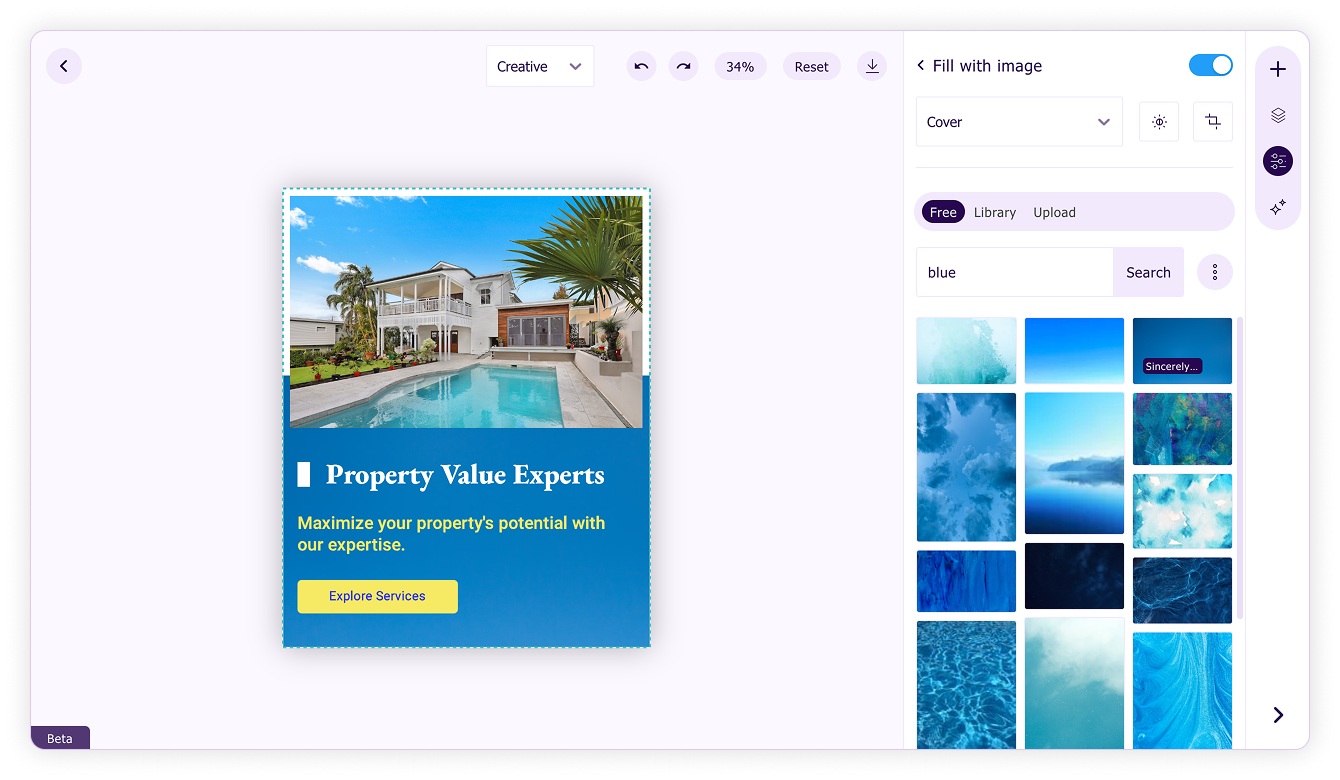 Creative
34%
Reset
Fill with image
Cover
Free
Library
Upload
blue
Search
Sincerely...
Property Value Experts
Maximize your property's potential with
our expertise.
Explore Services
Beta